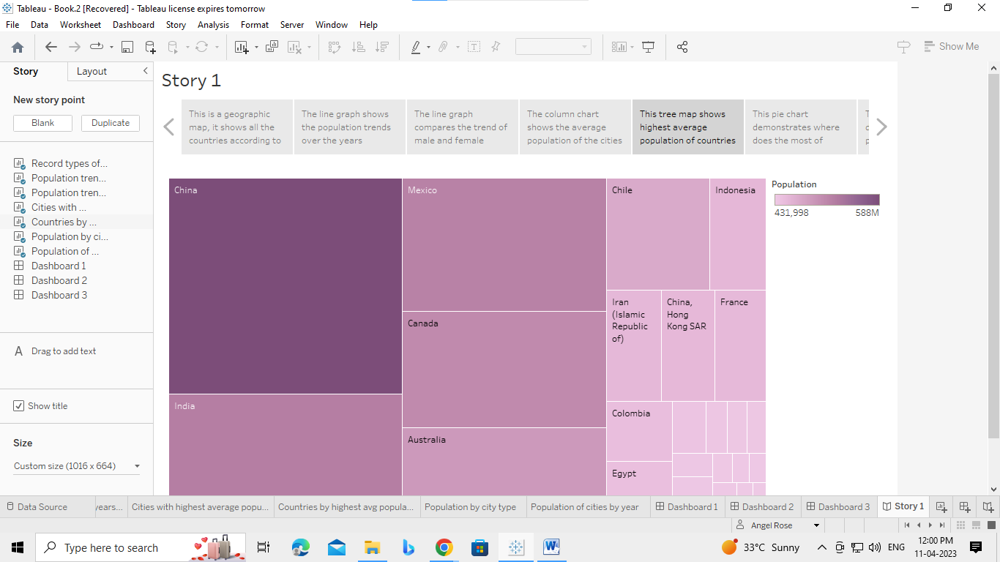 Tableau - Book.2 [Recovered] - Tableau license expires tomorrow
File Data Worksheet Dashboard Story Analysis Format Server Window Help
Show Me
Story Layout
New story point
Blank Duplicate
Record types of...
Population tren...
Population tren...
Cities with ...
Countries by ...
Population by ci...
Population of ...
Dashboard 1
Dashboard 2
Dashboard 3
A Drag to add text
Show title
Size
Custom size (1016 x 664)
Story 1
This is a geographic
map, it shows all the
countries according to
The line graph shows
the population trends
over the years
The line graph
compares the trend of
male and female
The column chart
shows the average
population of the cities
This tree map shows
highest average
population of countries
This pie chart
demonstrates where
does the most of
China
India
Mexico
Canada
Australia
Chile
Indonesia
Iran
(Islamic
Republic
of)
China,
Hong
Kong SAR
France
Colombia
Egypt
Population
431,998 588M
Data Source years... Cities with highest average popu... Countries by highest avg popula... Population by city type Population of cities by year Dashboard 1 Dashboard 2 Dashboard 3 Story 1
Angel Rose
Type here to search
33°C Sunny
ENG
12:00 PM
11-04-2023